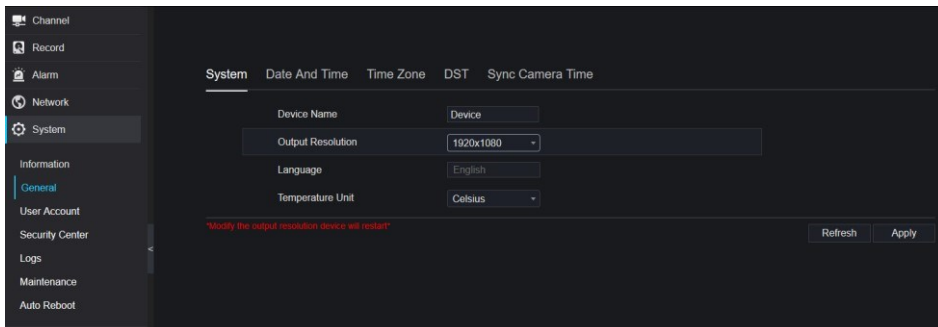 Channel
Record
Alarm
Network
System
Information
General
User Account
Security Center
Logs
Maintenance
Auto Reboot
<
System Date And Time Time Zone DST Sync Camera Time
Device Name Device
Output Resolution 1920x1080
Language English
Temperature Unit Celsius
*Modify the output resolution device will restart*
Refresh Apply